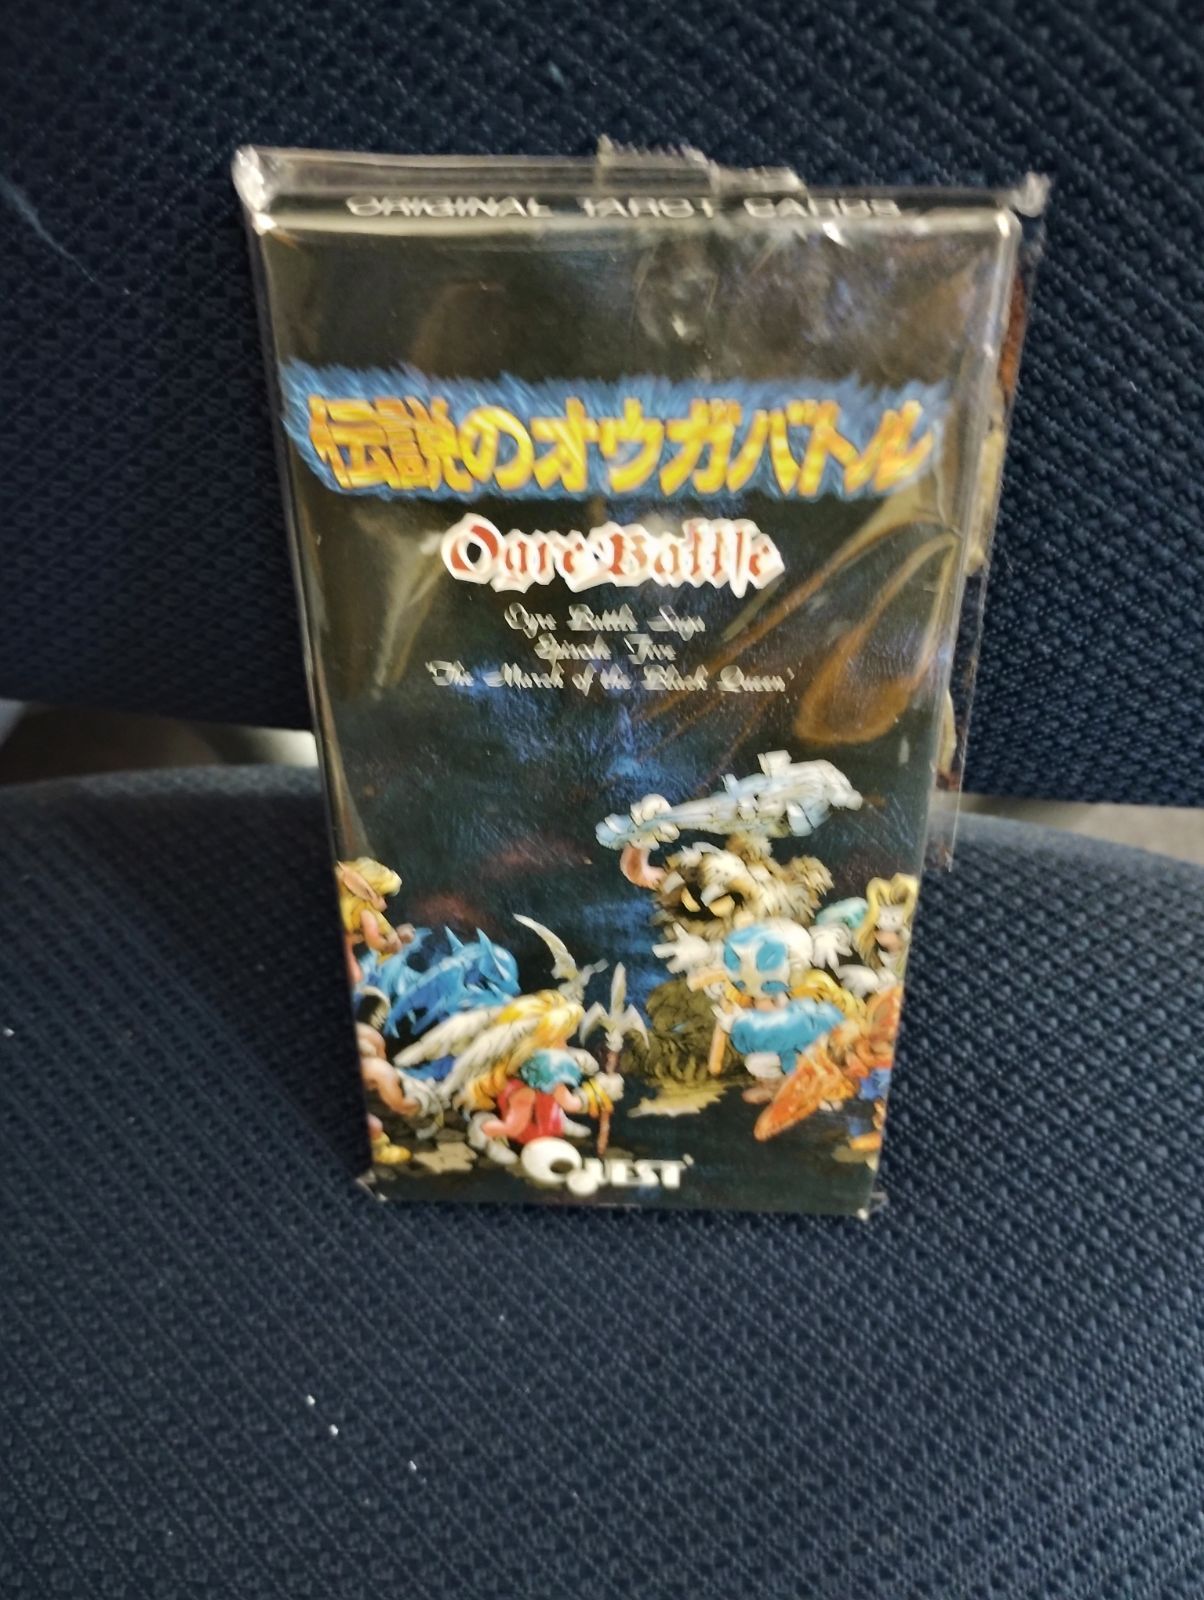 ORIGINAL TAROT CARDS
伝説のオウガバトル
Ogre Battle
Ogre Battle Saga
Episode Five
"The March of the Black Queen"
QUEST